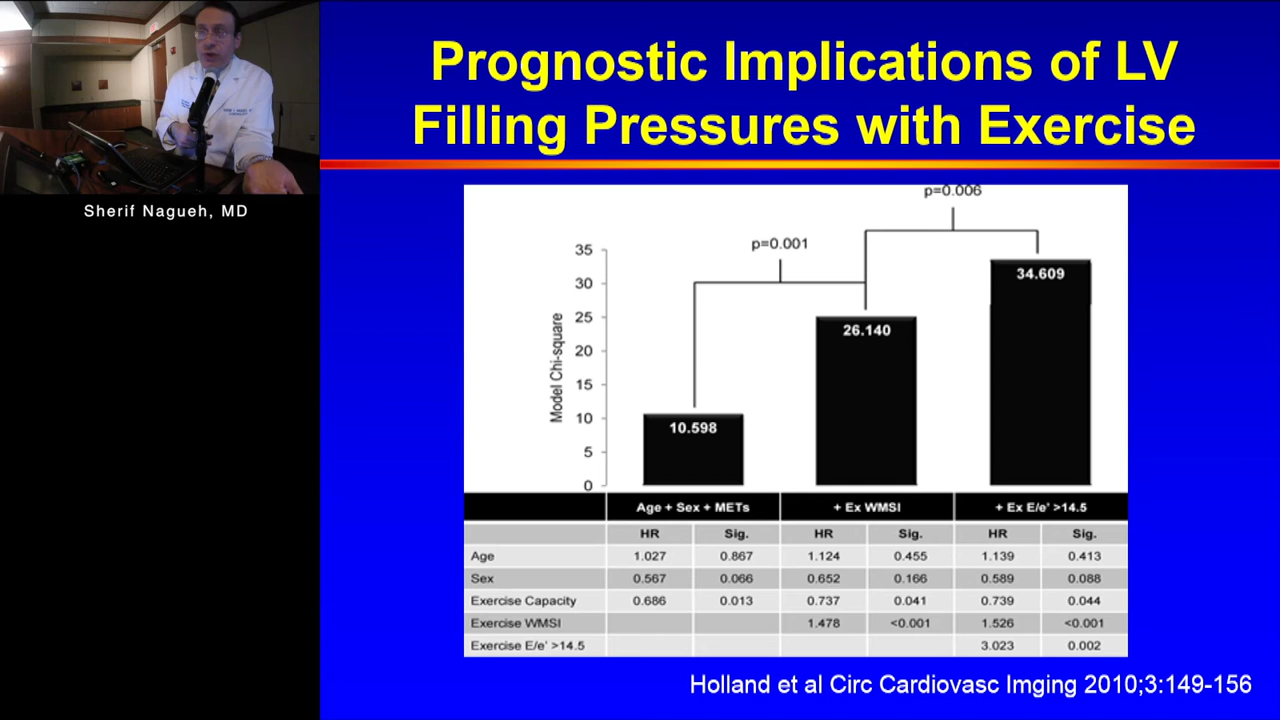 Sherif Nagueh, MD
Prognostic Implications of LV
Filling Pressures with Exercise
p=0.006
p=0.001
Model Chi-square
35
30
25
20
15
10
5
0
10.598
26.140
34.609
Age + Sex + METs + Ex WMSI + Ex E/e' >14.5
HR Sig. HR Sig. HR Sig.
Age 1.027 0.867 1.124 0.455 1.139 0.413
Sex 0.567 0.066 0.652 0.166 0.589 0.088
Exercise Capacity 0.686 0.013 0.737 0.041 0.739 0.044
Exercise WMSI 1.478 <0.001 1.526 <0.001
Exercise E/e' >14.5 3.023 0.002
Holland et al Circ Cardiovasc Imging 2010;3:149-156